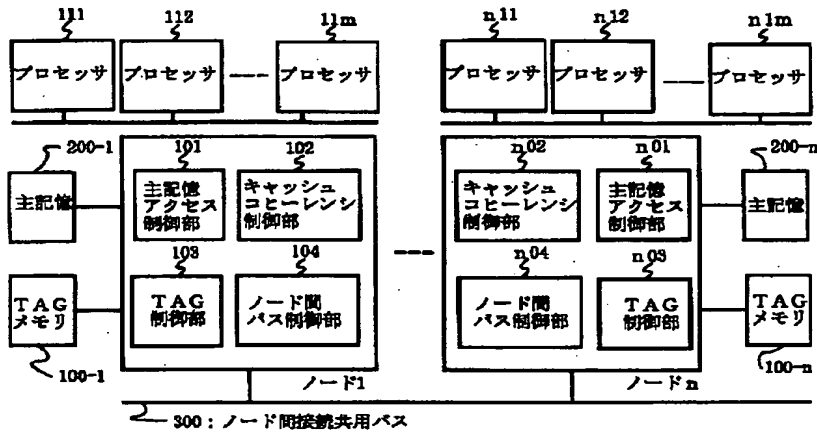 111 112 11m n11 n12 n1m
プロセッサ プロセッサ プロセッサ プロセッサ プロセッサ プロセッサ
200-1 101 102 n02 n01 200-n
主記憶
主記憶
アクセス
制御部
キャッシュ
コヒーレンシ
制御部
キャッシュ
コヒーレンシ
制御部
主記憶
アクセス
制御部
主記憶
103 104 n04 n03
TAG
メモリ
TAG
制御部
ノード間
バス制御部
ノード間
バス制御部
TAG
制御部
TAG
メモリ
100-1 ノード1 ノードn 100-n
300:ノード間接続共用バス